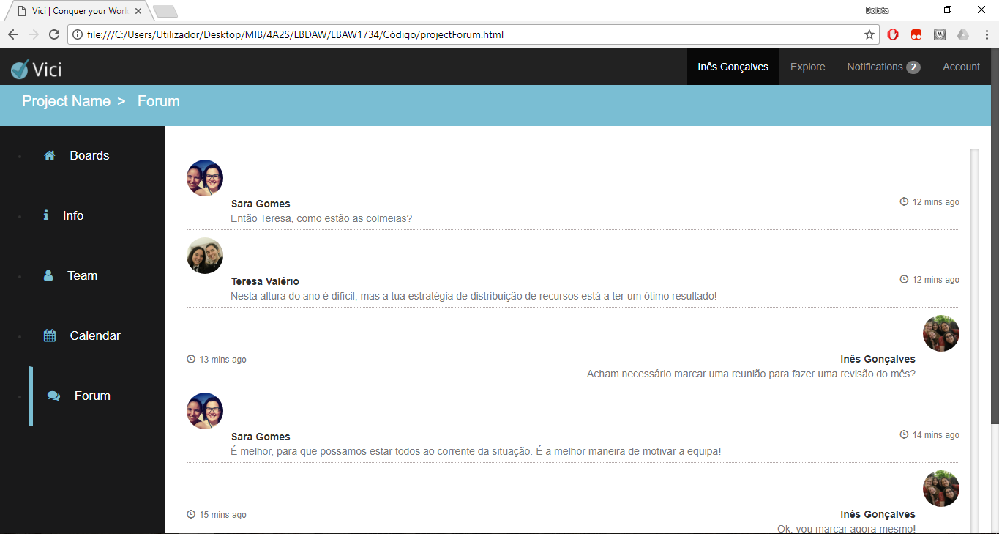 Vici | Conquer your Worl
Bolota
file:///C:/Users/Utilizador/Desktop/MIB/4A2S/LBDAW/LBAW1734/Código/projectForum.html
Vici
Inês Gonçalves
Explore
Notifications 2
Account
Project Name > Forum
Boards
Info
Team
Calendar
Forum
Sara Gomes
12 mins ago
Então Teresa, como estão as colmeias?
Teresa Valério
12 mins ago
Nesta altura do ano é difícil, mas a tua estratégia de distribuição de recursos está a ter um ótimo resultado!
13 mins ago
Inês Gonçalves
Acham necessário marcar uma reunião para fazer uma revisão do mês?
Sara Gomes
14 mins ago
É melhor, para que possamos estar todos ao corrente da situação. É a melhor maneira de motivar a equipa!
15 mins ago
Inês Gonçalves
Ok, vou marcar agora mesmo!